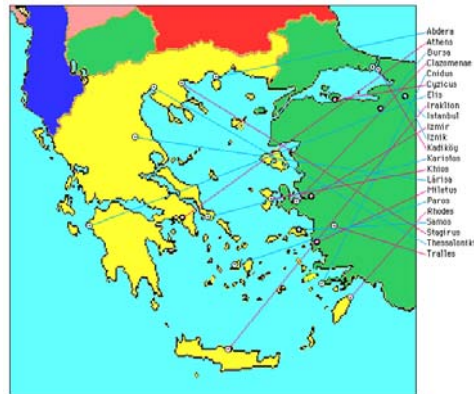 Abdera
Athens
Bursa
Clazomenae
Cnidus
Cyzicus
Elis
Iraklion
Istanbul
Izmir
Iznik
Kadiköy
Karistos
Khios
Lárisa
Miletus
Paros
Rhodes
Samos
Stagirus
Thessaloniki
Tralles